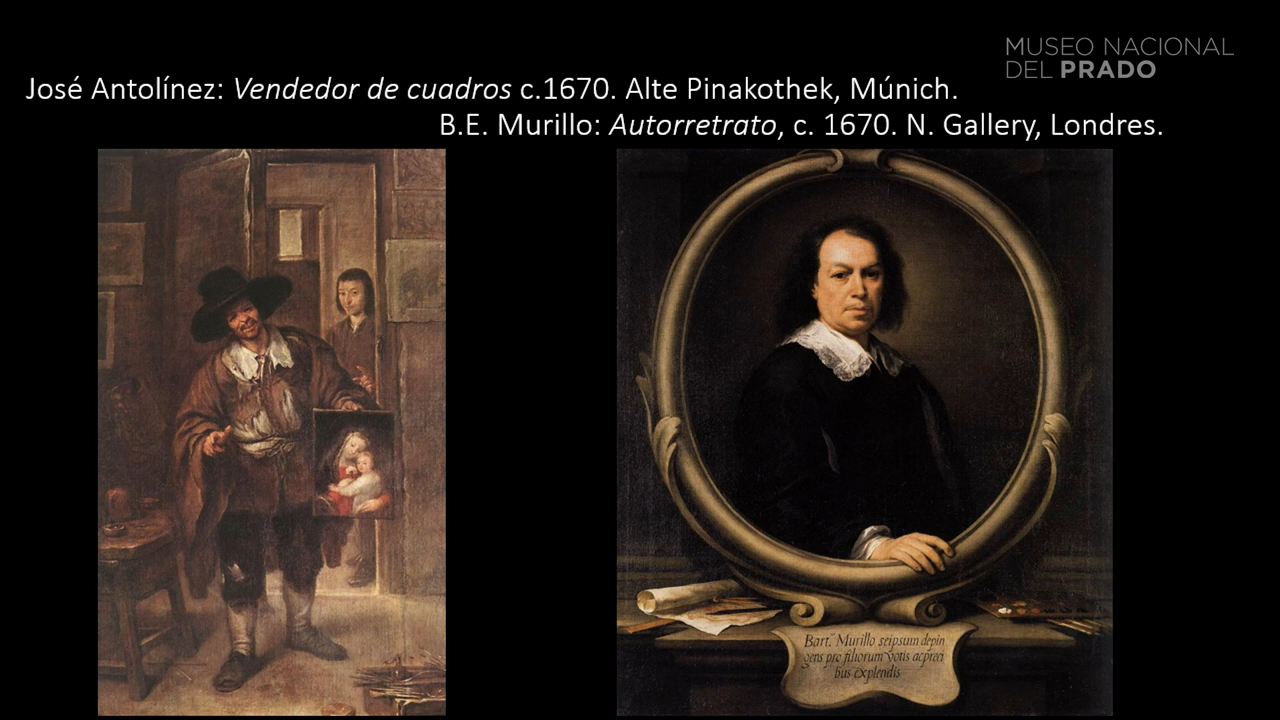 MUSEO NACIONAL
DEL PRADO
José Antolínez: Vendedor de cuadros c.1670. Alte Pinakothek, Múnich.
B.E. Murillo: Autorretrato, c. 1670. N. Gallery, Londres.
Bart.us Murillo seipsum depin
gens pro filiorum votis acpreci
bus explendis